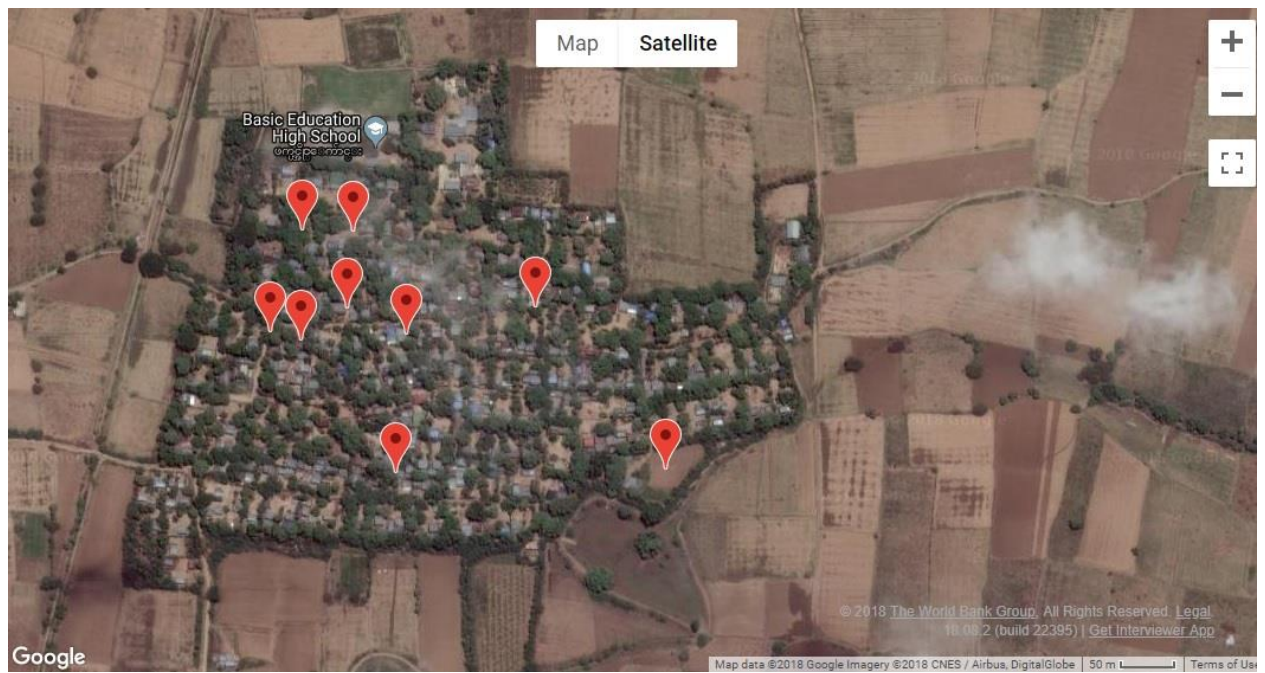 Map Satellite
+
−
Basic Education
High School
© 2018 The World Bank Group. All Rights Reserved. Legal
18.08.2 (build 22395) | Get Interviewer App
Google
Map data ©2018 Google Imagery ©2018 CNES / Airbus, DigitalGlobe 50 m Terms of Use